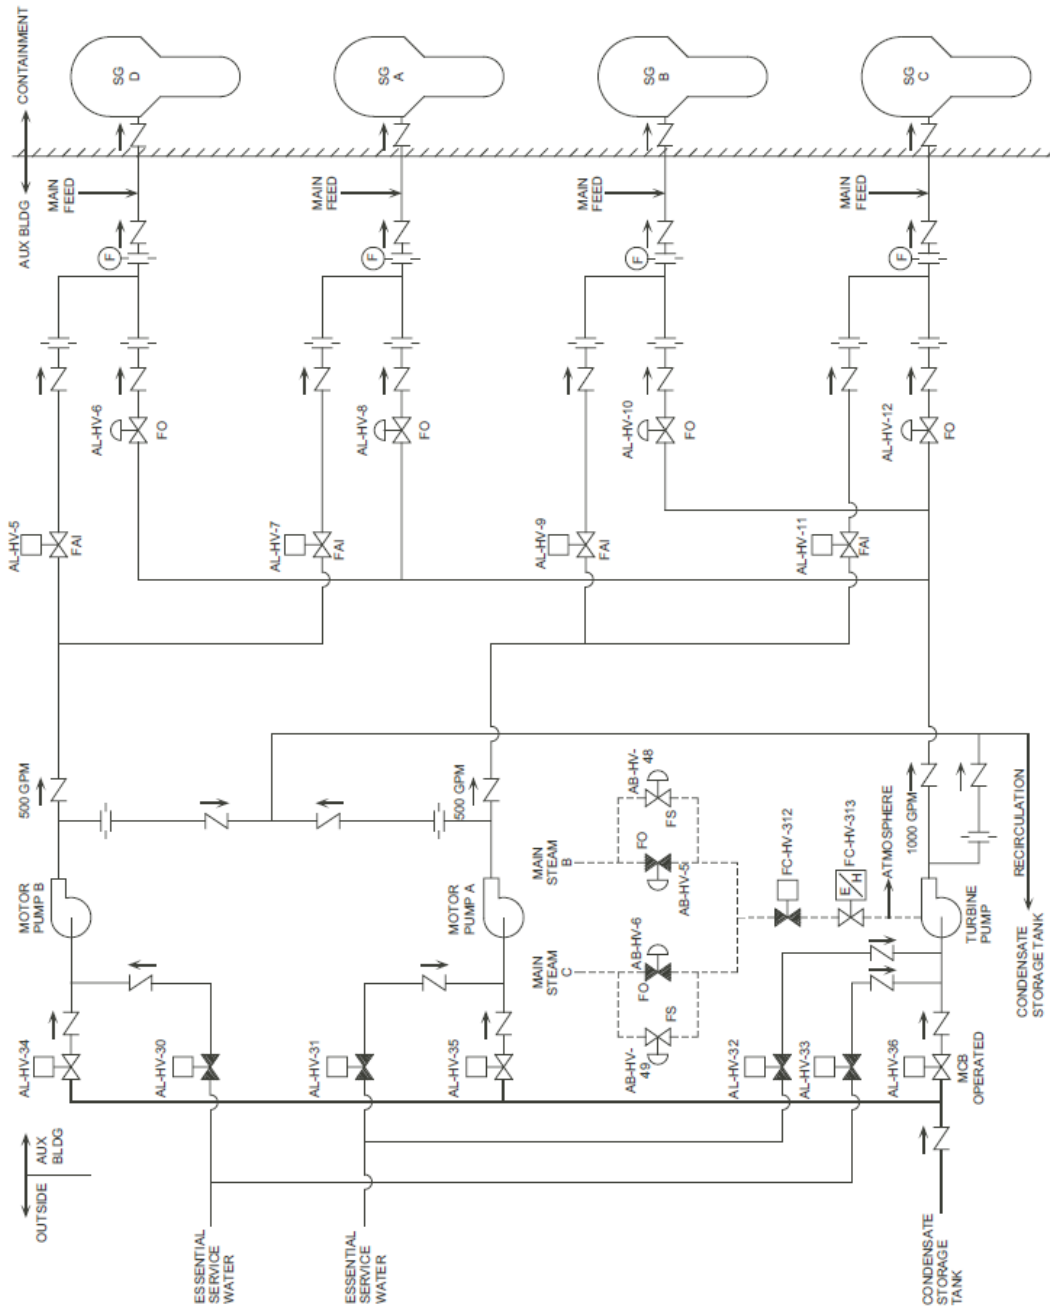 OUTSIDE
AUX
BLDG
AUX BLDG
CONTAINMENT
ESSENTIAL
SERVICE
WATER
ESSENTIAL
SERVICE
WATER
CONDENSATE
STORAGE
TANK
AL-HV-34
AL-HV-30
AL-HV-31
AL-HV-35
AL-HV-32
AL-HV-33
AL-HV-36
MCB
OPERATED
MOTOR
PUMP B
MOTOR
PUMP A
TURBINE
PUMP
500 GPM
500 GPM
1000 GPM
MAIN
STEAM
C
MAIN
STEAM
B
AB-HV-
49
FS
FO
AB-HV-6
FO
AB-HV-5
AB-HV-
48
FS
FC-HV-312
FC-HV-313
E
H
ATMOSPHERE
RECIRCULATION
CONDENSATE
STORAGE TANK
AL-HV-5
FAI
AL-HV-7
FAI
AL-HV-9
FAI
AL-HV-11
FAI
AL-HV-6
FO
AL-HV-8
FO
AL-HV-10
FO
AL-HV-12
FO
F
F
F
F
MAIN
FEED
MAIN
FEED
MAIN
FEED
MAIN
FEED
SG
D
SG
A
SG
B
SG
C